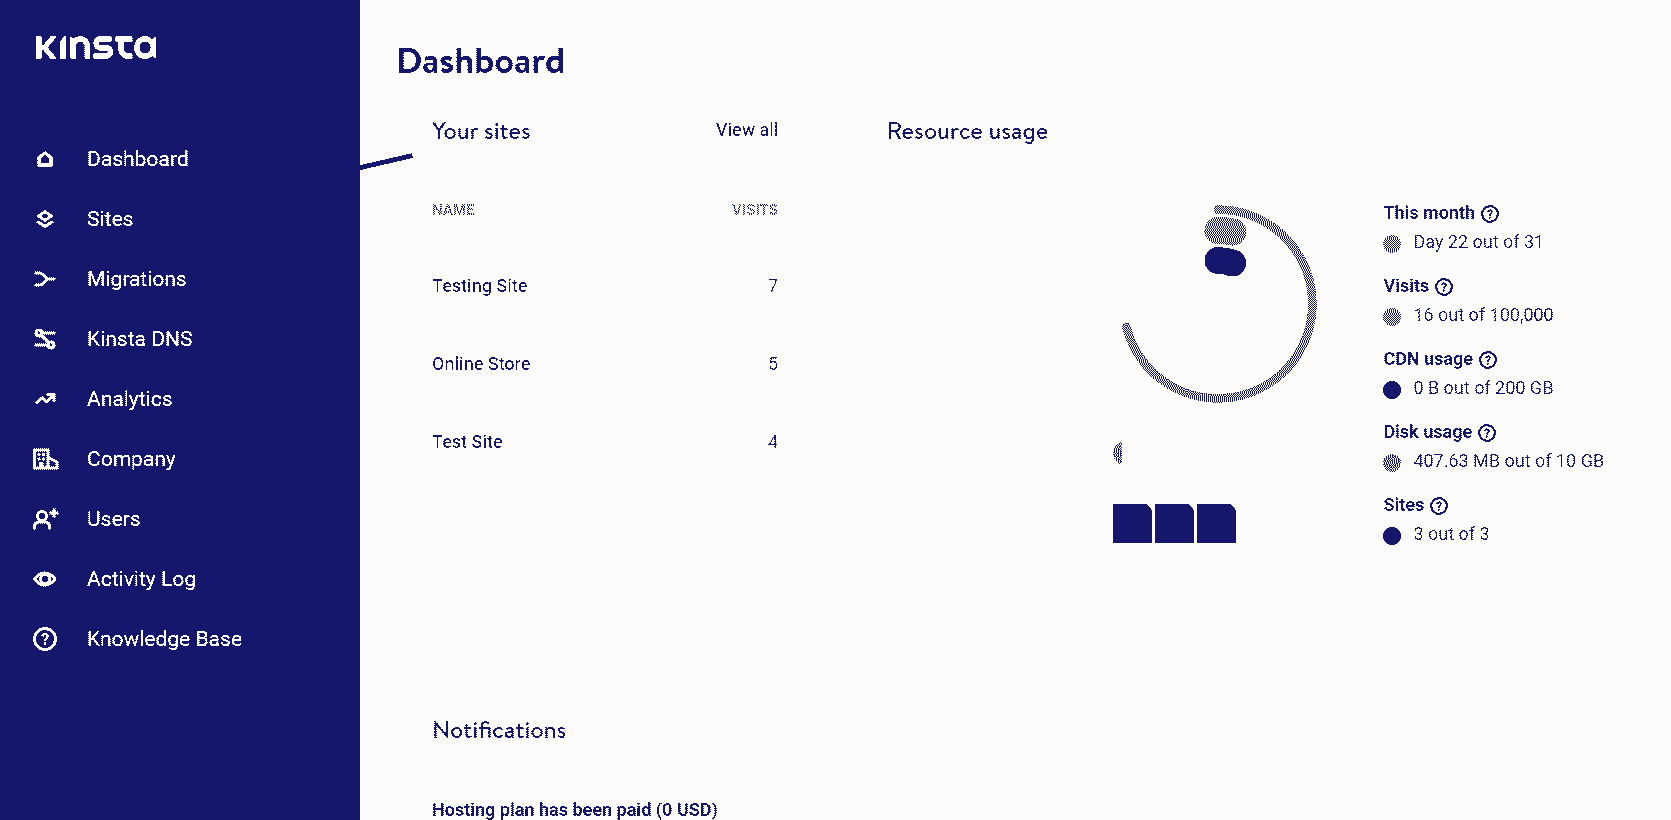 Kinsta
Dashboard
Sites
Migrations
Kinsta DNS
Analytics
Company
Users
Activity Log
Knowledge Base
Dashboard
Your sites
View all
NAME VISITS
Testing Site 7
Online Store 5
Test Site 4
Resource usage
This month
Day 22 out of 31
Visits
16 out of 100,000
CDN usage
0 B out of 200 GB
Disk usage
407.63 MB out of 10 GB
Sites
3 out of 3
Notifications
Hosting plan has been paid (0 USD)